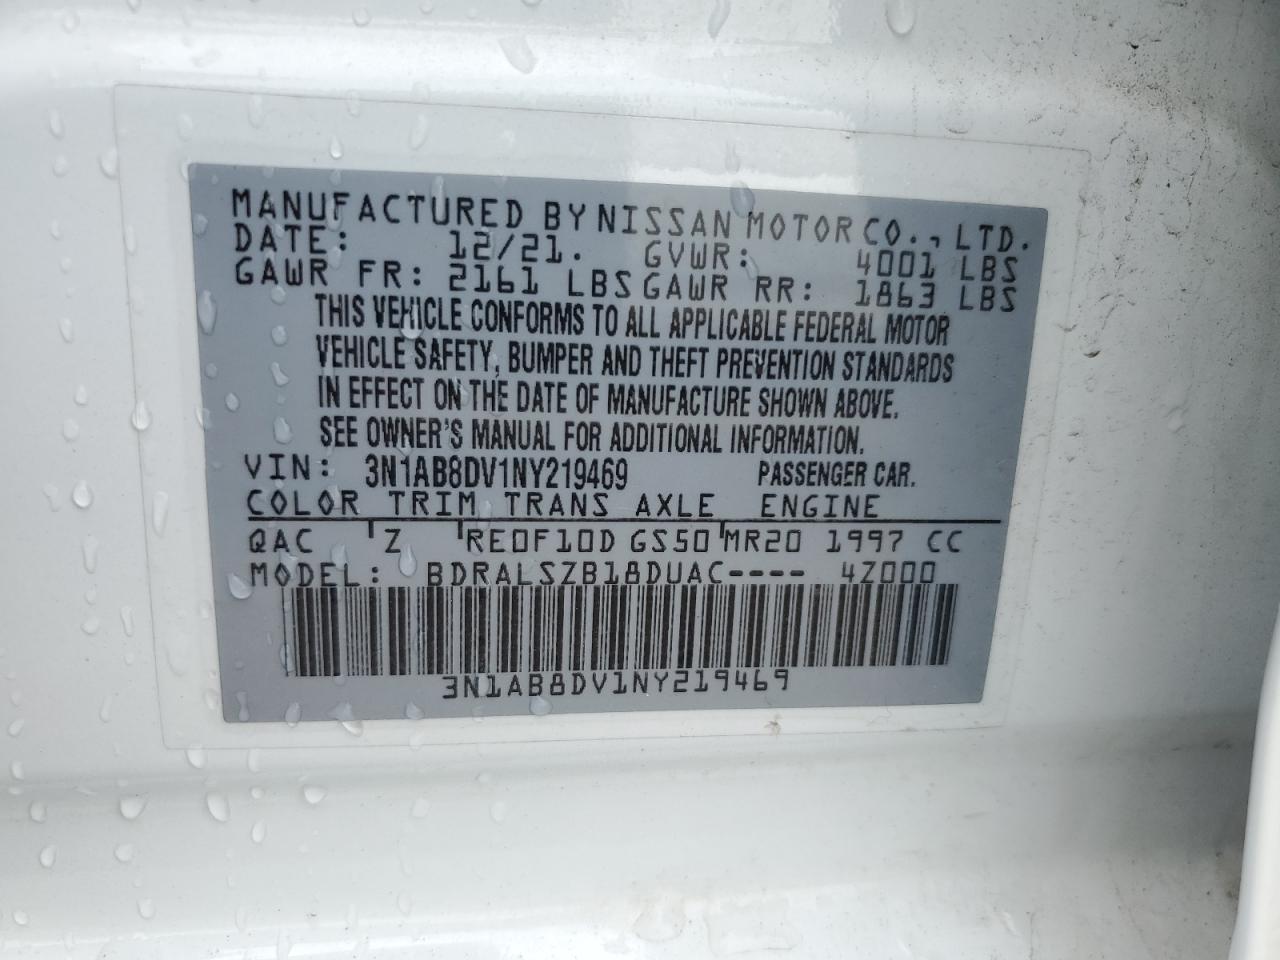 MANUFACTURED BY NISSAN MOTOR CO., LTD.
DATE: 12/21. GVWR: 4001 LBS
GAWR FR: 2161 LBS GAWR RR: 1863 LBS
THIS VEHICLE CONFORMS TO ALL APPLICABLE FEDERAL MOTOR
VEHICLE SAFETY, BUMPER AND THEFT PREVENTION STANDARDS
IN EFFECT ON THE DATE OF MANUFACTURE SHOWN ABOVE.
SEE OWNER'S MANUAL FOR ADDITIONAL INFORMATION.
VIN: 3N1AB8DV1NY219469 PASSENGER CAR.
COLOR TRIM TRANS AXLE ENGINE
QAC Z RE0F10D GS50 MR20 1997 CC
MODEL: BDRALSZB18DUAC---- 4Z000
3N1AB8DV1NY219469